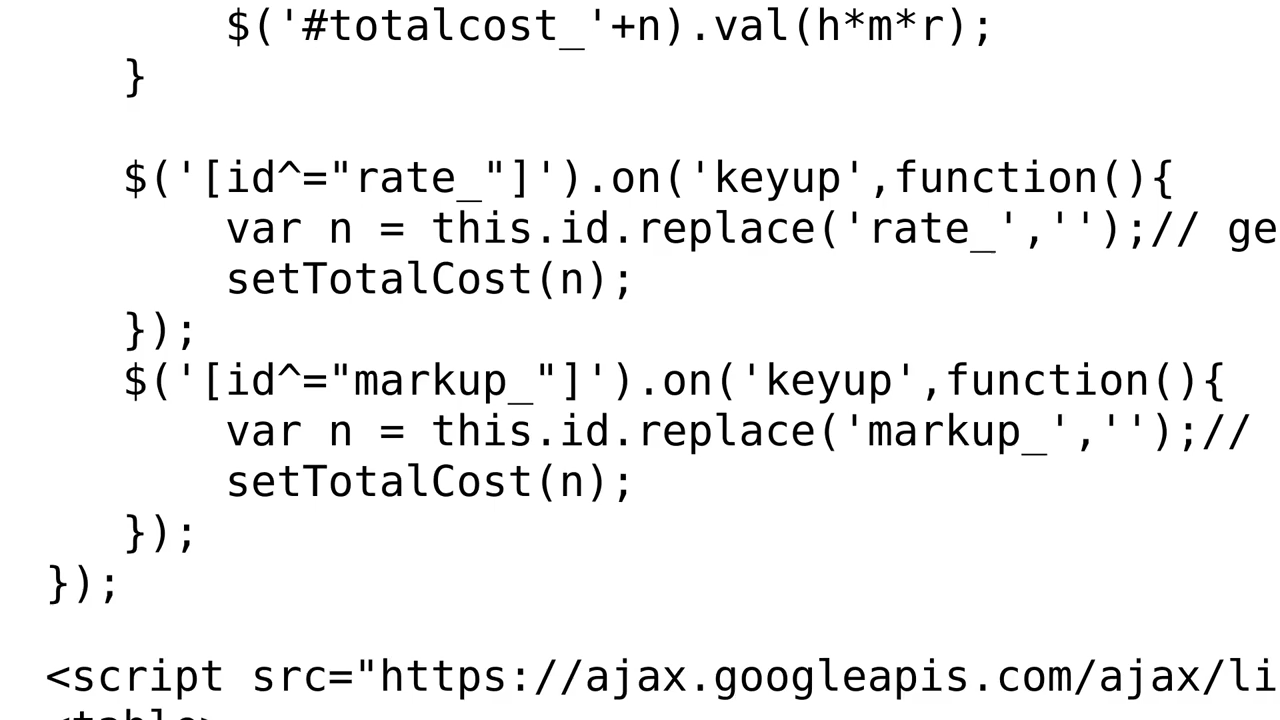 $('#totalcost_'+n).val(h*m*r);
}
$('[id^="rate_"]').on('keyup',function(){
var n = this.id.replace('rate_','');// ge
setTotalCost(n);
});
$('[id^="markup_"]').on('keyup',function(){
var n = this.id.replace('markup_','');//
setTotalCost(n);
});
});
<script src="https://ajax.googleapis.com/ajax/li
<table>